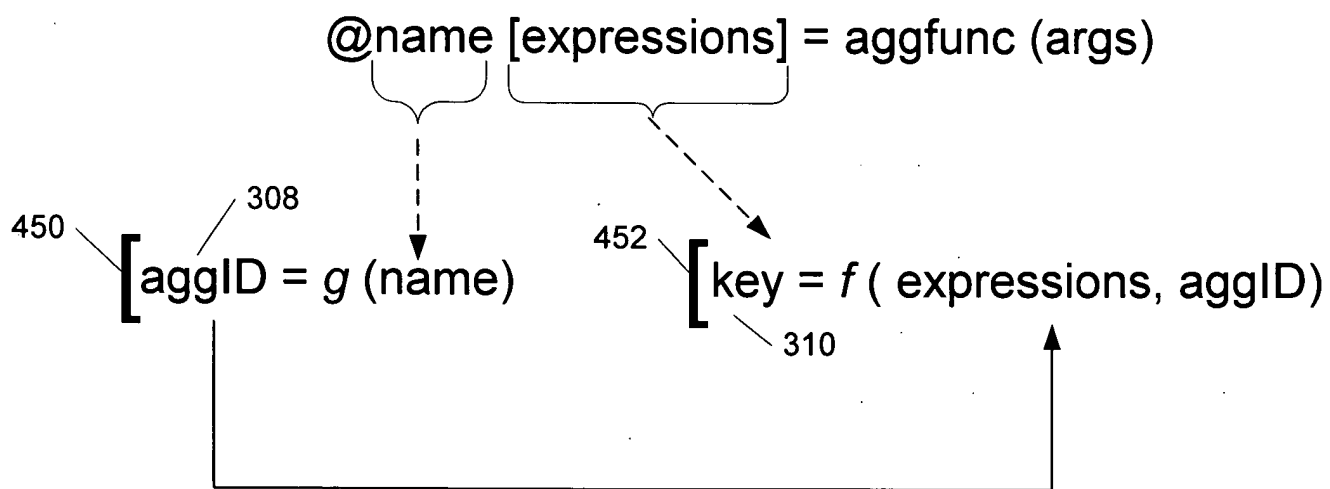 @name [expressions] = aggfunc (args)
308
450
452
[aggID = g (name)
[key = f ( expressions, aggID)
310